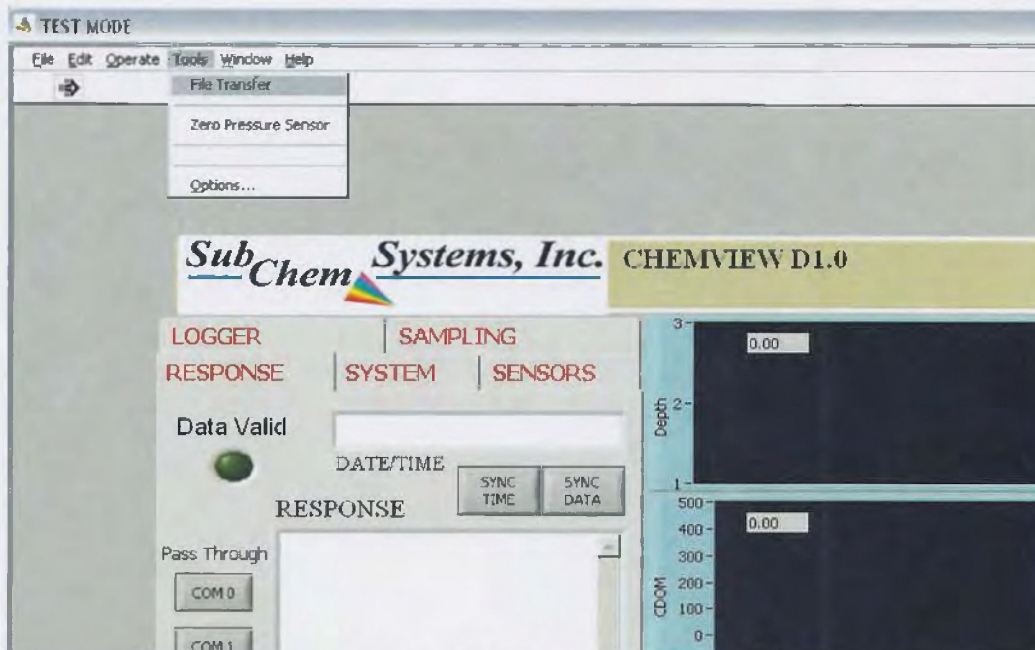 TEST MODE
File Edit Operate Tools Window Help
File Transfer
Zero Pressure Sensor
Options...
Sub Chem Systems, Inc.
CHEMVIEW D1.0
LOGGER
SAMPLING
RESPONSE
SYSTEM
SENSORS
Data Valid
DATE/TIME
SYNC
TIME
SYNC
DATA
RESPONSE
Pass Through
COM 0
COM 1
3
0.00
Depth
2
1
500
0.00
400
300
CDOM
200
100
0